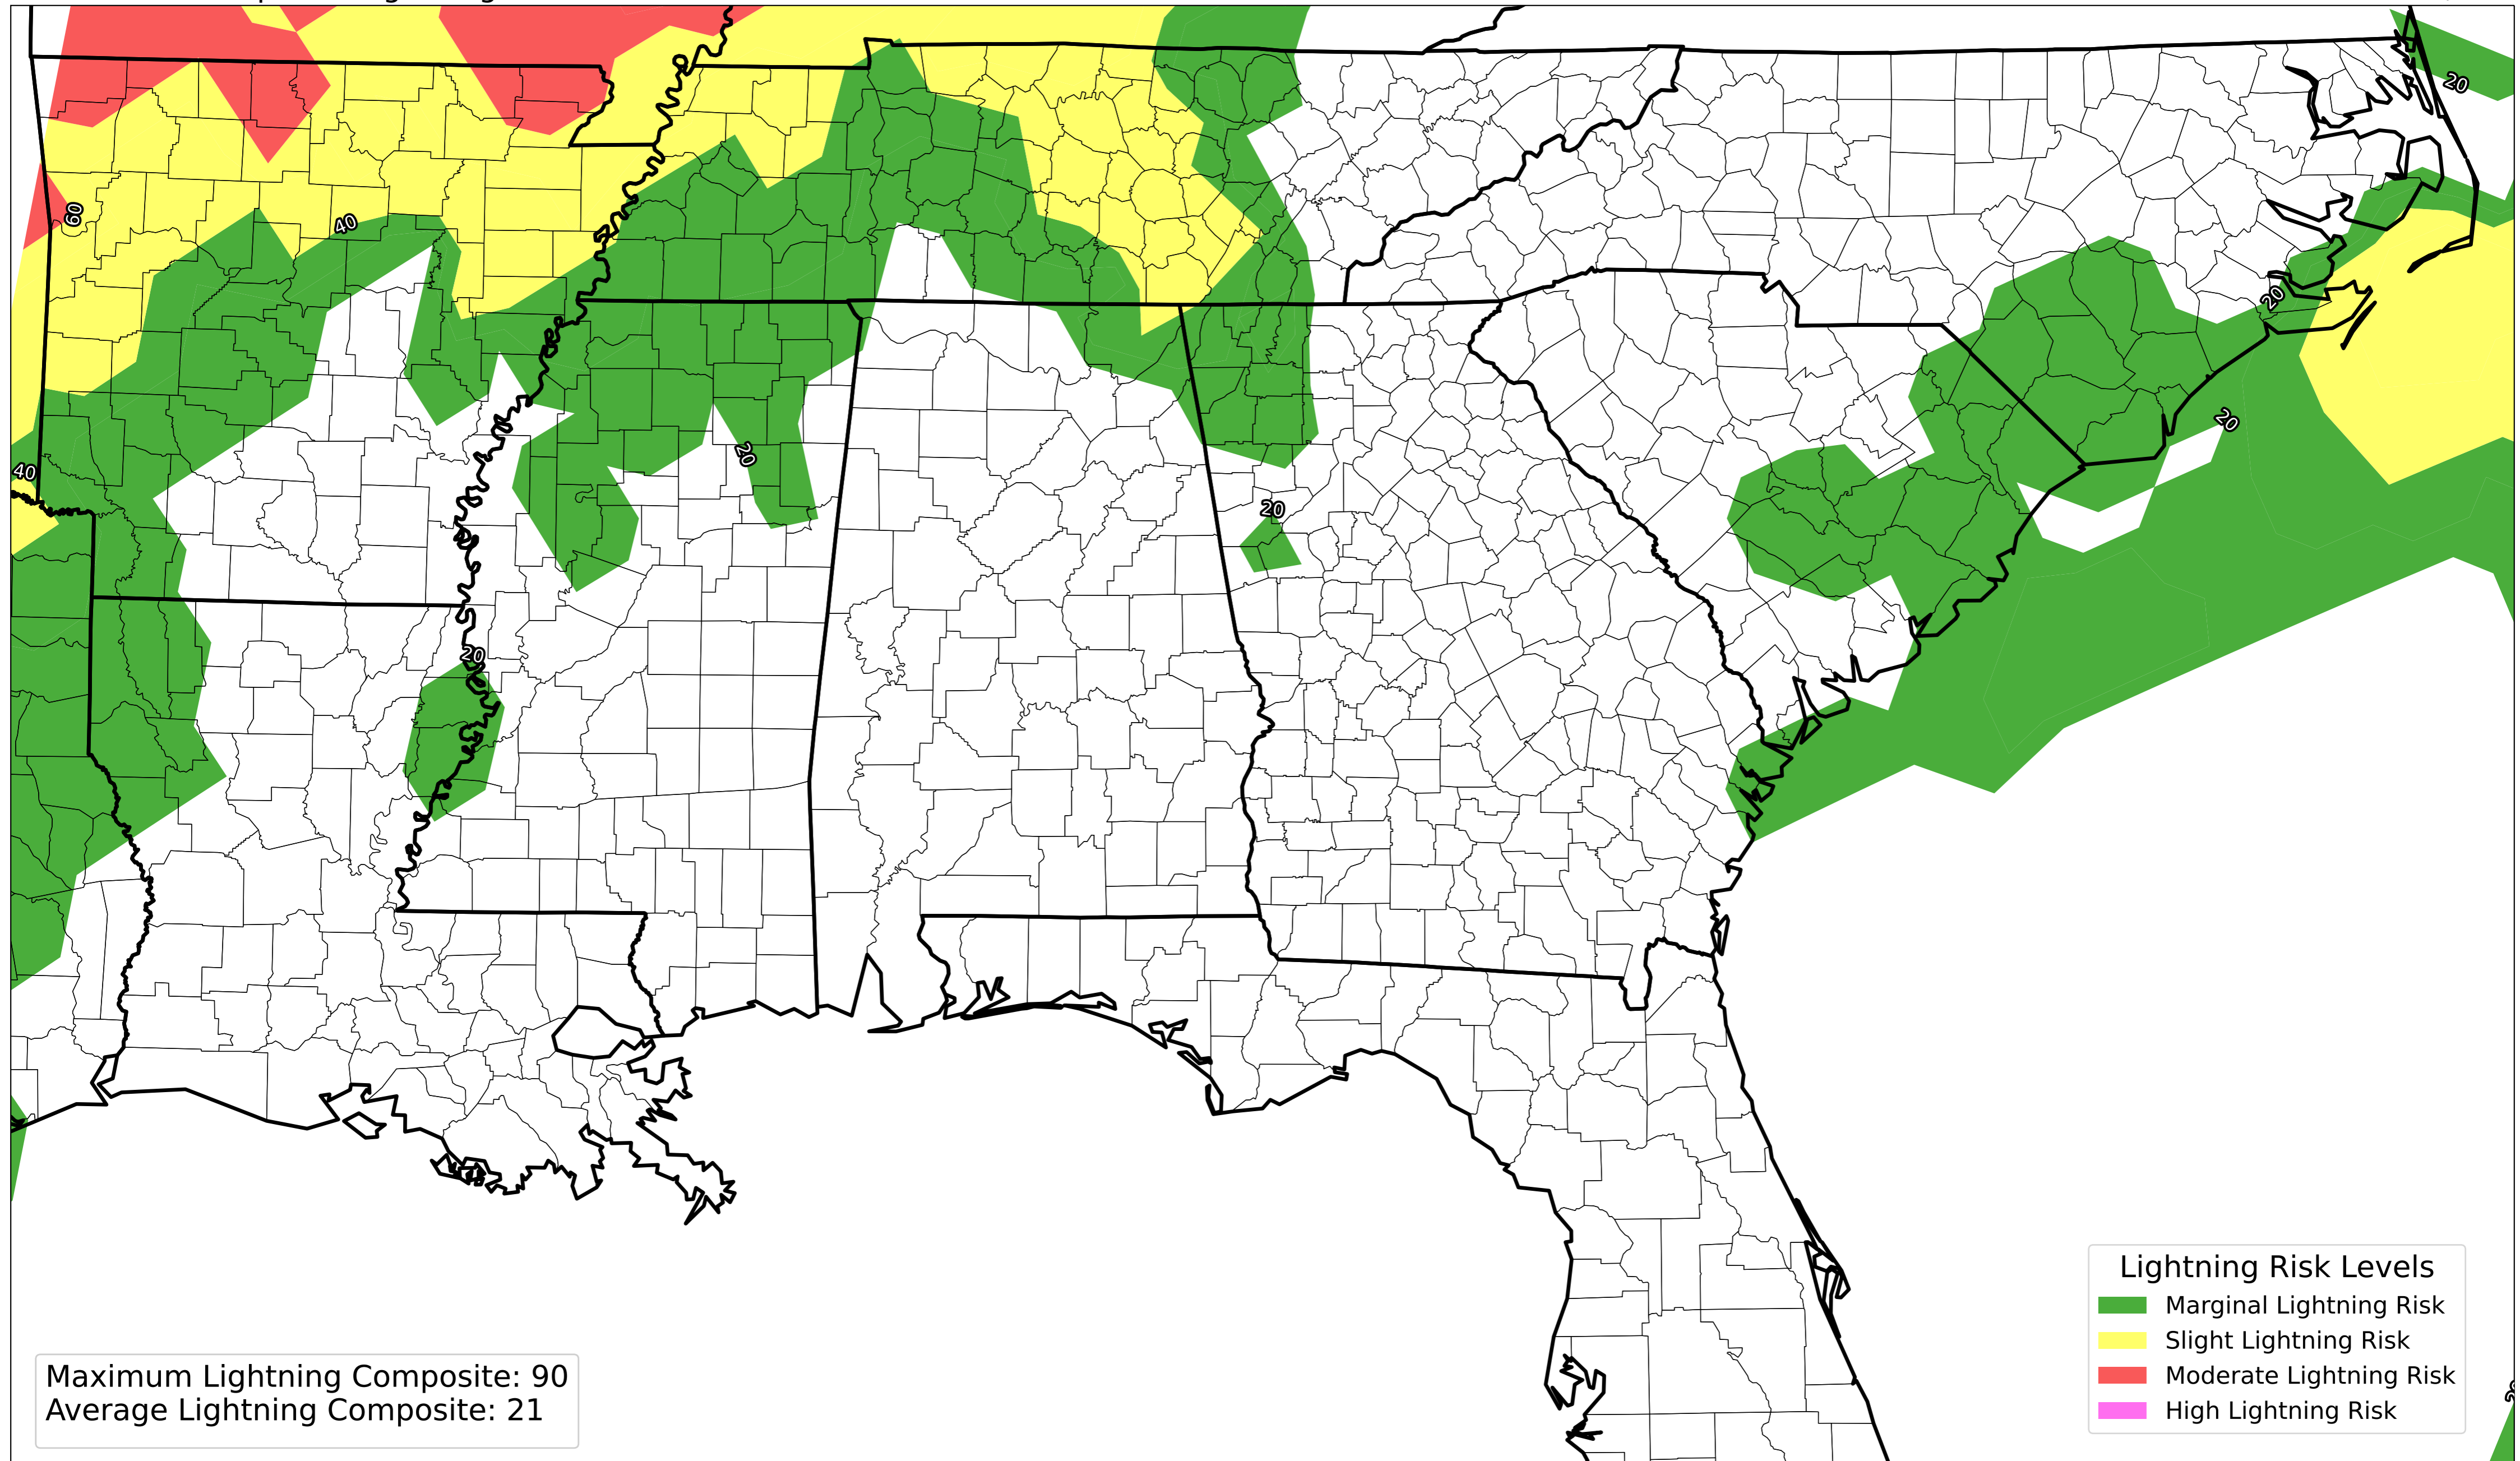 20
60
40
20
20
20
40
20
20
20
Lightning Risk Levels
Marginal Lightning Risk
Slight Lightning Risk
Moderate Lightning Risk
High Lightning Risk
Maximum Lightning Composite: 90
Average Lightning Composite: 21